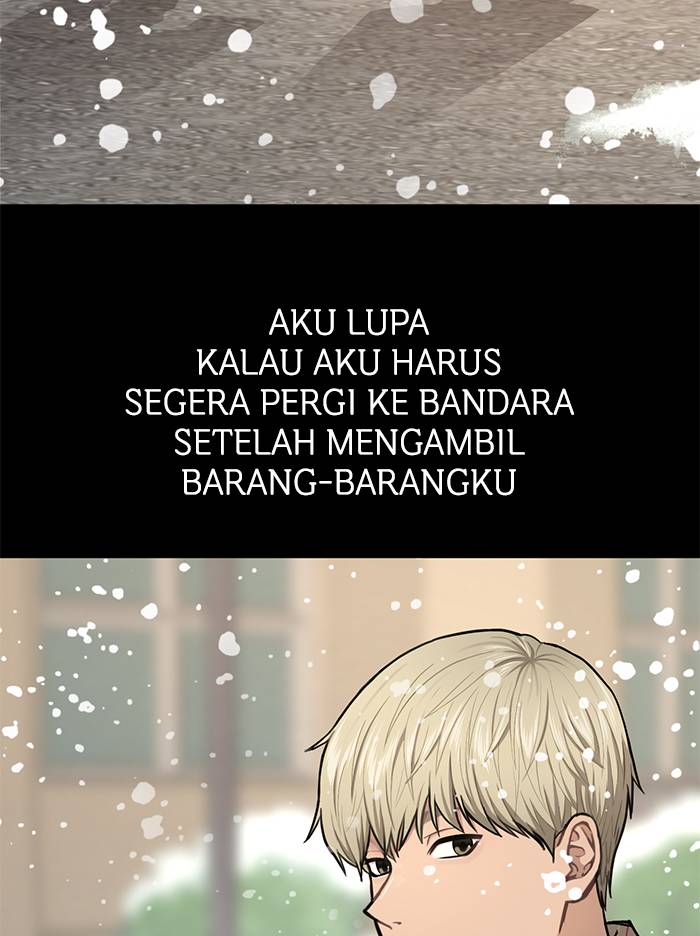 AKU LUPA
KALAU AKU HARUS
SEGERA PERGI KE BANDARA
SETELAH MENGAMBIL
BARANG-BARANGKU